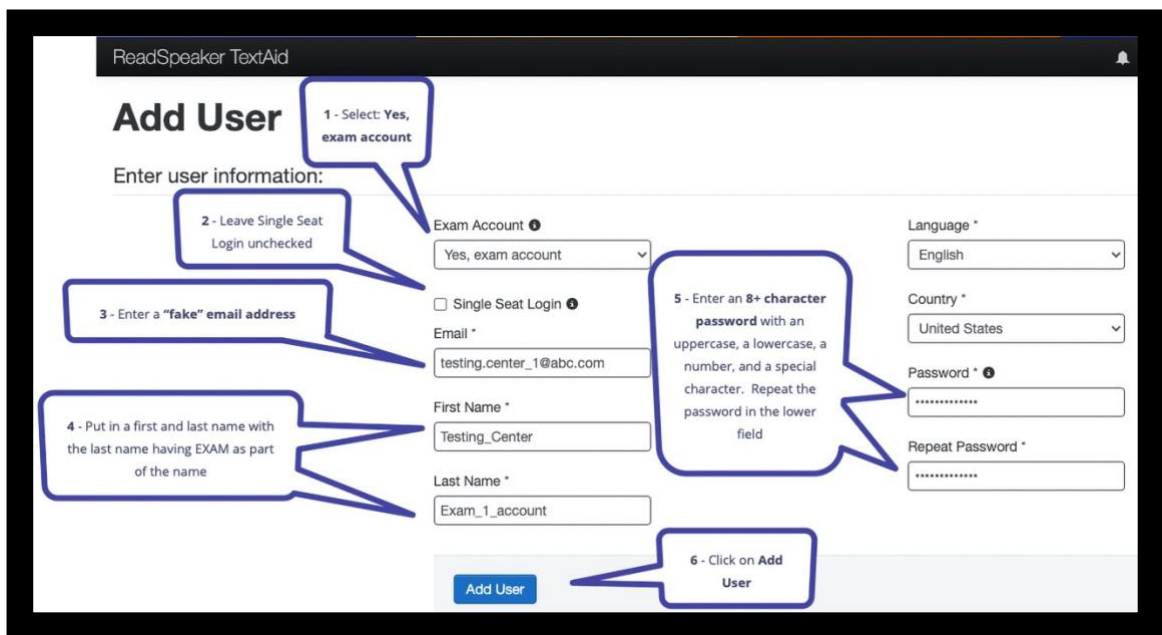 ReadSpeaker TextAid
Add User
1 - Select: Yes,
exam account
Enter user information:
2 - Leave Single Seat
Login unchecked
3 - Enter a “fake” email address
4 - Put in a first and last name with
the last name having EXAM as part
of the name
Exam Account
Yes, exam account
Single Seat Login
Email *
testing.center_1@abc.com
First Name *
Testing_Center
Last Name *
Exam_1_account
5 - Enter an 8+ character
password with an
uppercase, a lowercase, a
number, and a special
character. Repeat the
password in the lower
field
Language *
English
Country *
United States
Password *
•••••••••••••
Repeat Password *
•••••••••••••
Add User
6 - Click on Add
User